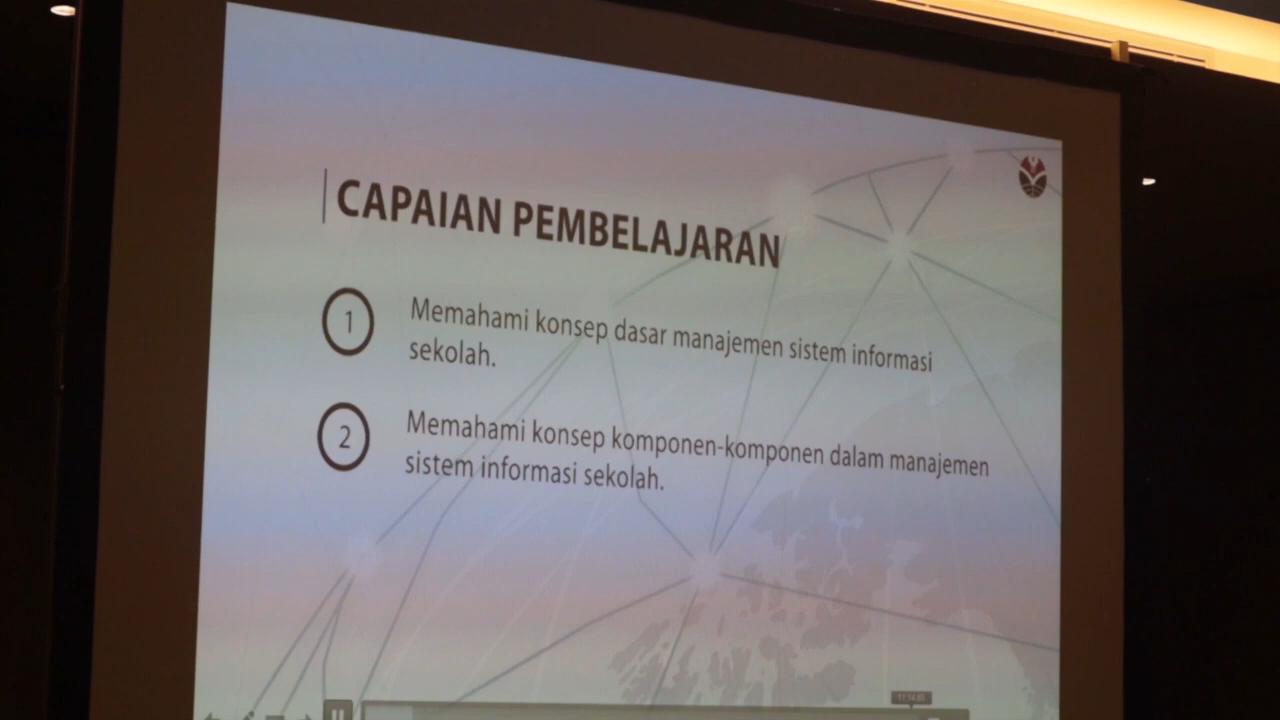 CAPAIAN PEMBELAJARAN
1
Memahami konsep dasar manajemen sistem informasi
sekolah.
2
Memahami konsep komponen-komponen dalam manajemen
sistem informasi sekolah.